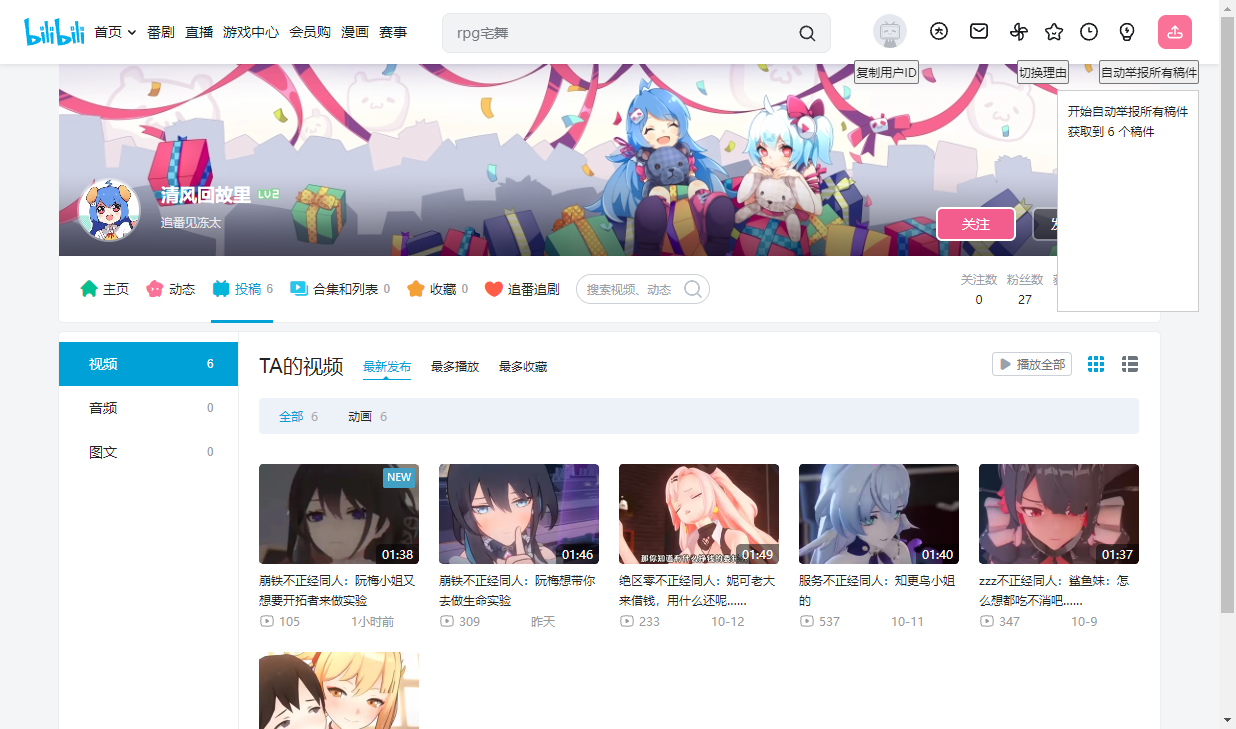 bilibili 首页 番剧 直播 游戏中心 会员购 漫画 赛事
rpg宅舞
复制用户ID 切换理由 自动举报所有稿件
开始自动举报所有稿件
获取到 6 个稿件
清风回故里 LV2
追番见冻太
关注
主页 动态 投稿 6 合集和列表 0 收藏 0 追番追剧
搜索视频、动态
关注数 粉丝数
0 27
视频 6
音频 0
图文 0
TA的视频 最新发布 最多播放 最多收藏
播放全部
全部 6 动画 6
NEW
01:38
崩铁不正经同人：阮梅小姐又
想要开拓者来做实验
105 1小时前
01:46
崩铁不正经同人：阮梅想带你
去做生命实验
309 昨天
01:49
绝区零不正经同人：妮可老大
来借钱，用什么还呢......
233 10-12
01:40
服务不正经同人：知更鸟小姐
的
537 10-11
01:37
zzz不正经同人：鲨鱼妹：怎
么想都吃不消吧......
347 10-9